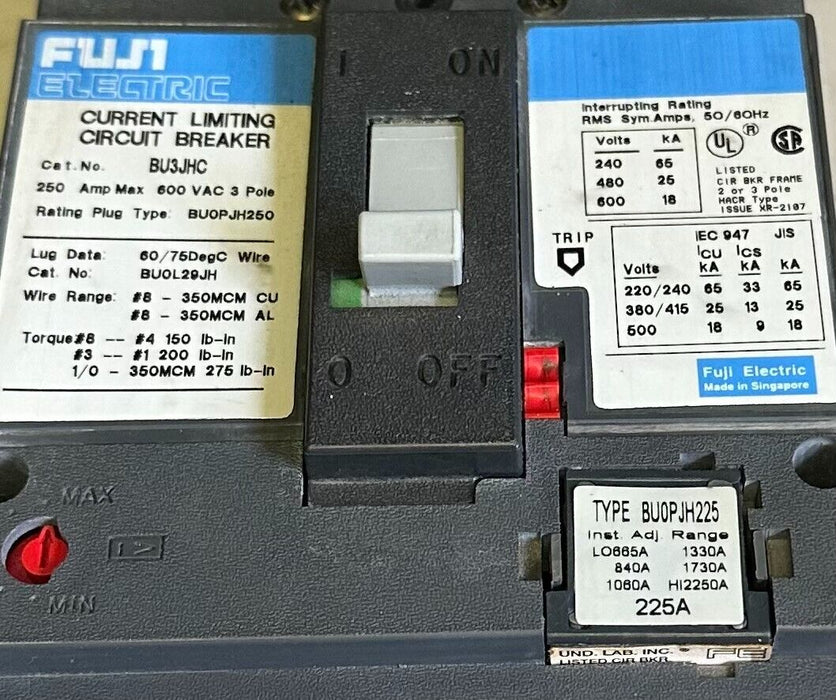 FUJI
ELECTRIC
CURRENT LIMITING
CIRCUIT BREAKER
Cat.No. BU3JHC
250 Amp Max 600 VAC 3 Pole
Rating Plug Type: BU0PJH250
Lug Data: 60/75DegC Wire
Cat. No: BU0L29JH
Wire Range: #8 - 350MCM CU
#8 - 350MCM AL
Torque#8 -- #4 150 lb-in
#3 -- #1 200 lb-in
1/0 - 350MCM 275 lb-in
I ON
O OFF
Interrupting Rating
RMS Sym.Amps, 50/60Hz
Volts kA
240 65
480 25
600 18
UL ®
SA
LISTED
CIR BKR FRAME
2 or 3 Pole
HACR Type
ISSUE XR-2107
TRIP
IEC 947 JIS
Icu Ics
Volts kA kA kA
220/240 65 33 65
380/415 25 13 25
500 18 9 18
Fuji Electric
Made in Singapore
MAX
MIN
TYPE BU0PJH225
Inst. Adj. Range
LO665A 1330A
840A 1730A
1060A HI2250A
225A
UND. LAB. INC.
LISTED CIR BKR
FE